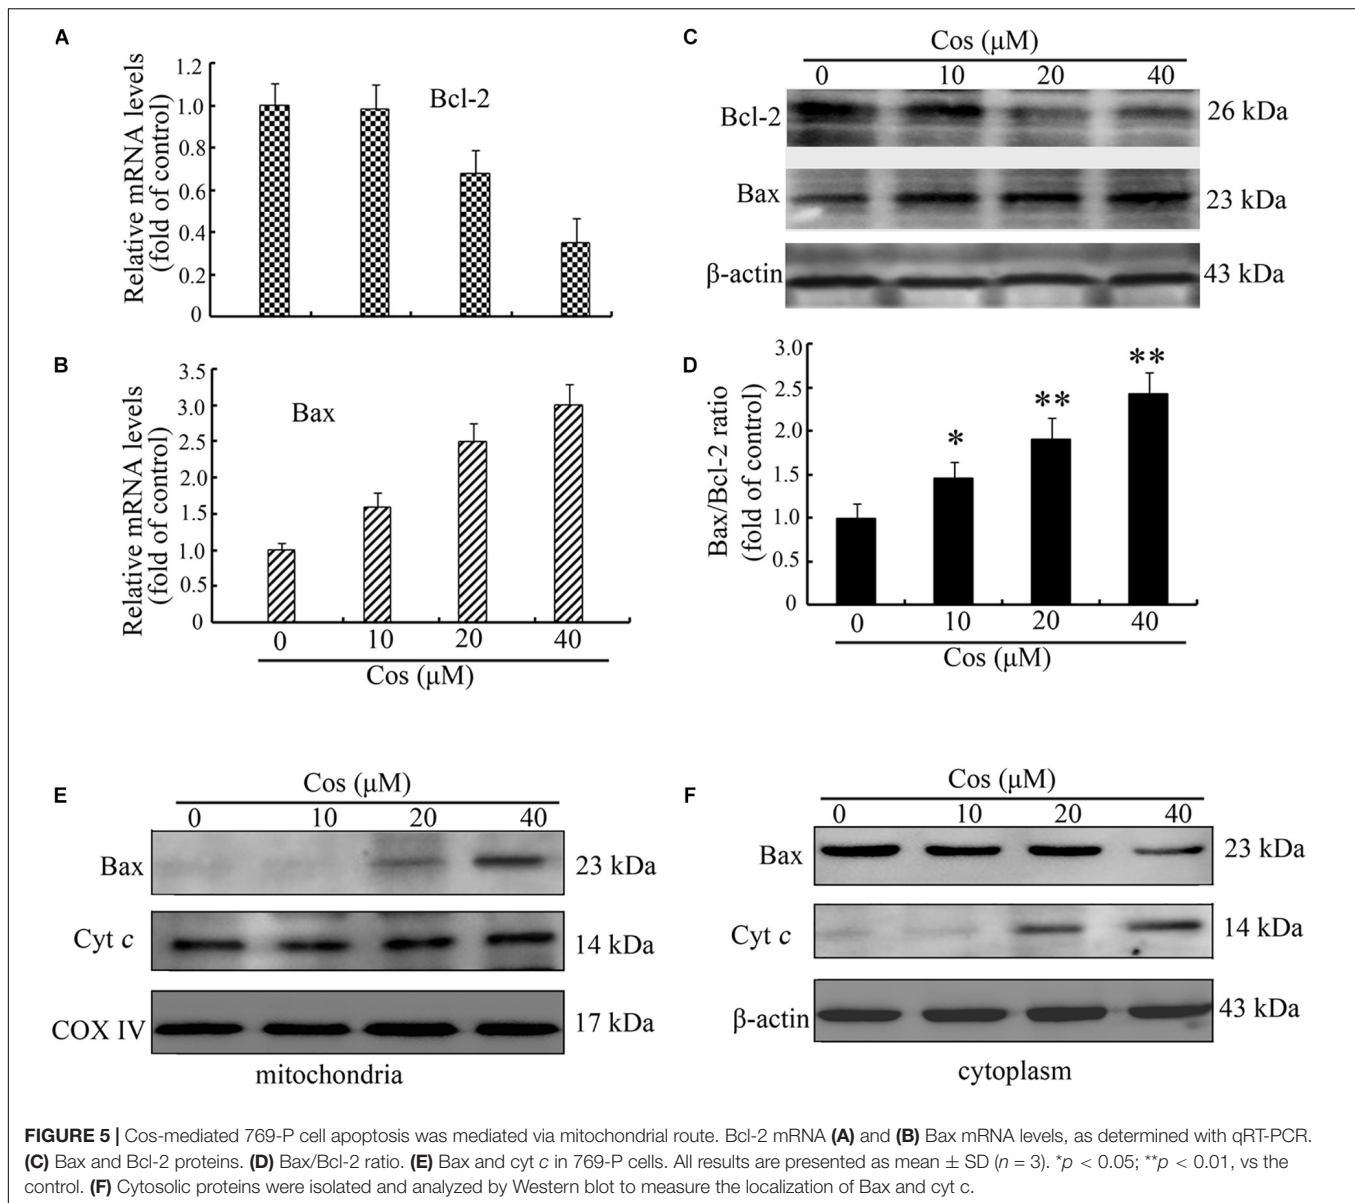 A
Relative mRNA levels
(fold of control)
1.2
1.0
0.8
0.6
0.4
0.2
0
Bcl-2
B
Relative mRNA levels
(fold of control)
3.5
3.0
2.5
2.0
1.5
1.0
0.5
0
Bax
0 10 20 40
Cos (μM)
C
Cos (μM)
0 10 20 40
Bcl-2 26 kDa
Bax 23 kDa
β-actin 43 kDa
D
Bax/Bcl-2 ratio
(fold of control)
3.0
2.5
2.0
1.5
1.0
0.5
0
* ** **
0 10 20 40
Cos (μM)
E
Cos (μM)
0 10 20 40
Bax 23 kDa
Cyt c 14 kDa
COX IV 17 kDa
mitochondria
F
Cos (μM)
0 10 20 40
Bax 23 kDa
Cyt c 14 kDa
β-actin 43 kDa
cytoplasm
FIGURE 5 | Cos-mediated 769-P cell apoptosis was mediated via mitochondrial route. Bcl-2 mRNA (A) and (B) Bax mRNA levels, as determined with qRT-PCR.
(C) Bax and Bcl-2 proteins. (D) Bax/Bcl-2 ratio. (E) Bax and cyt c in 769-P cells. All results are presented as mean ± SD (n = 3). *p < 0.05; **p < 0.01, vs the
control. (F) Cytosolic proteins were isolated and analyzed by Western blot to measure the localization of Bax and cyt c.